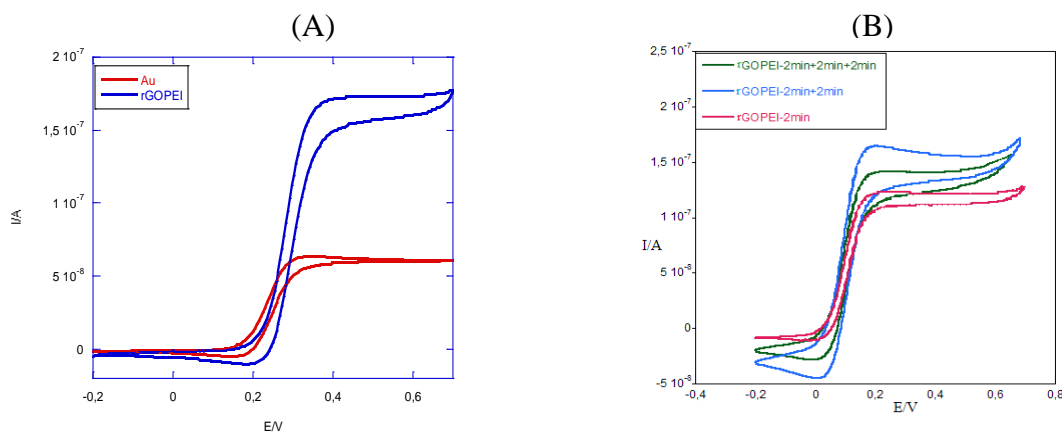 (A)
2 10⁻⁷
1,5 10⁻⁷
1 10⁻⁷
5 10⁻⁸
0
I/A
Au
rGOPEI
-0,2
0
0,2
0,4
0,6
E/V
(B)
2,5 10⁻⁷
2 10⁻⁷
1,5 10⁻⁷
1 10⁻⁷
5 10⁻⁸
0
-5 10⁻⁸
I/A
rGOPEI-2min+2min+2min
rGOPEI-2min+2min
rGOPEI-2min
-0,4
-0,2
0
0,2
0,4
0,6
0,8
E/V